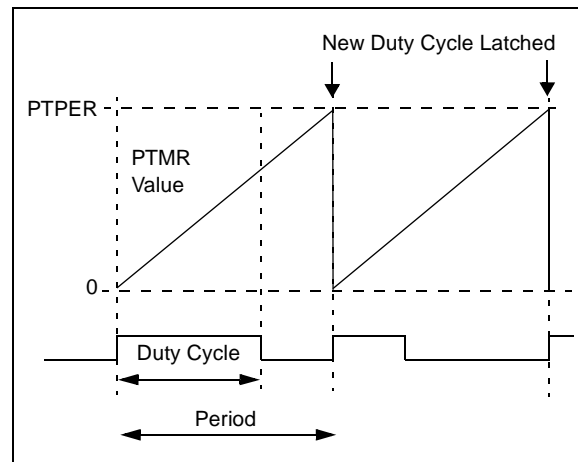 New Duty Cycle Latched
PTPER
PTMR
Value
0
Duty Cycle
Period